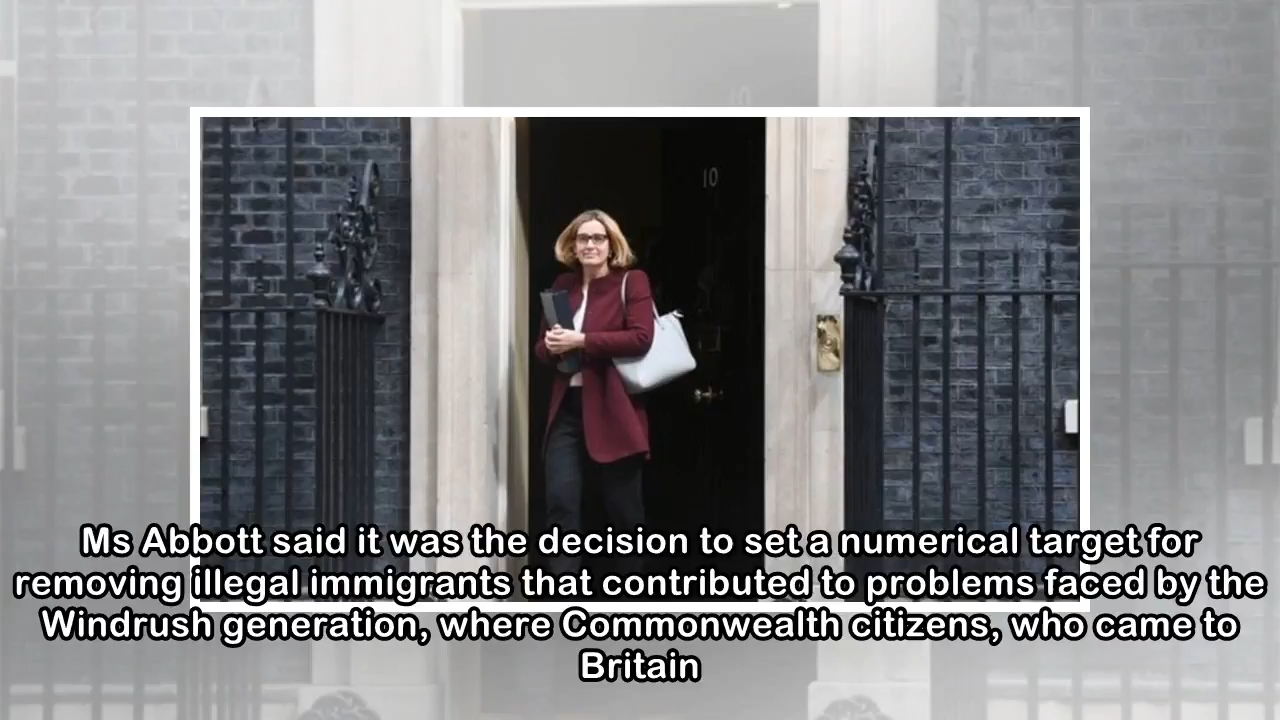 10
Ms Abbott said it was the decision to set a numerical target for
removing illegal immigrants that contributed to problems faced by the
Windrush generation, where Commonwealth citizens, who came to
Britain